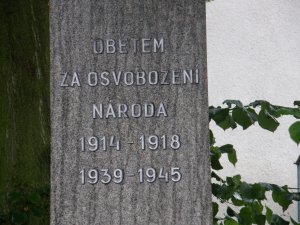 OBĚTEM
ZA OSVOBOZENÍ
NÁRODA
1914 - 1918
1939 - 1945